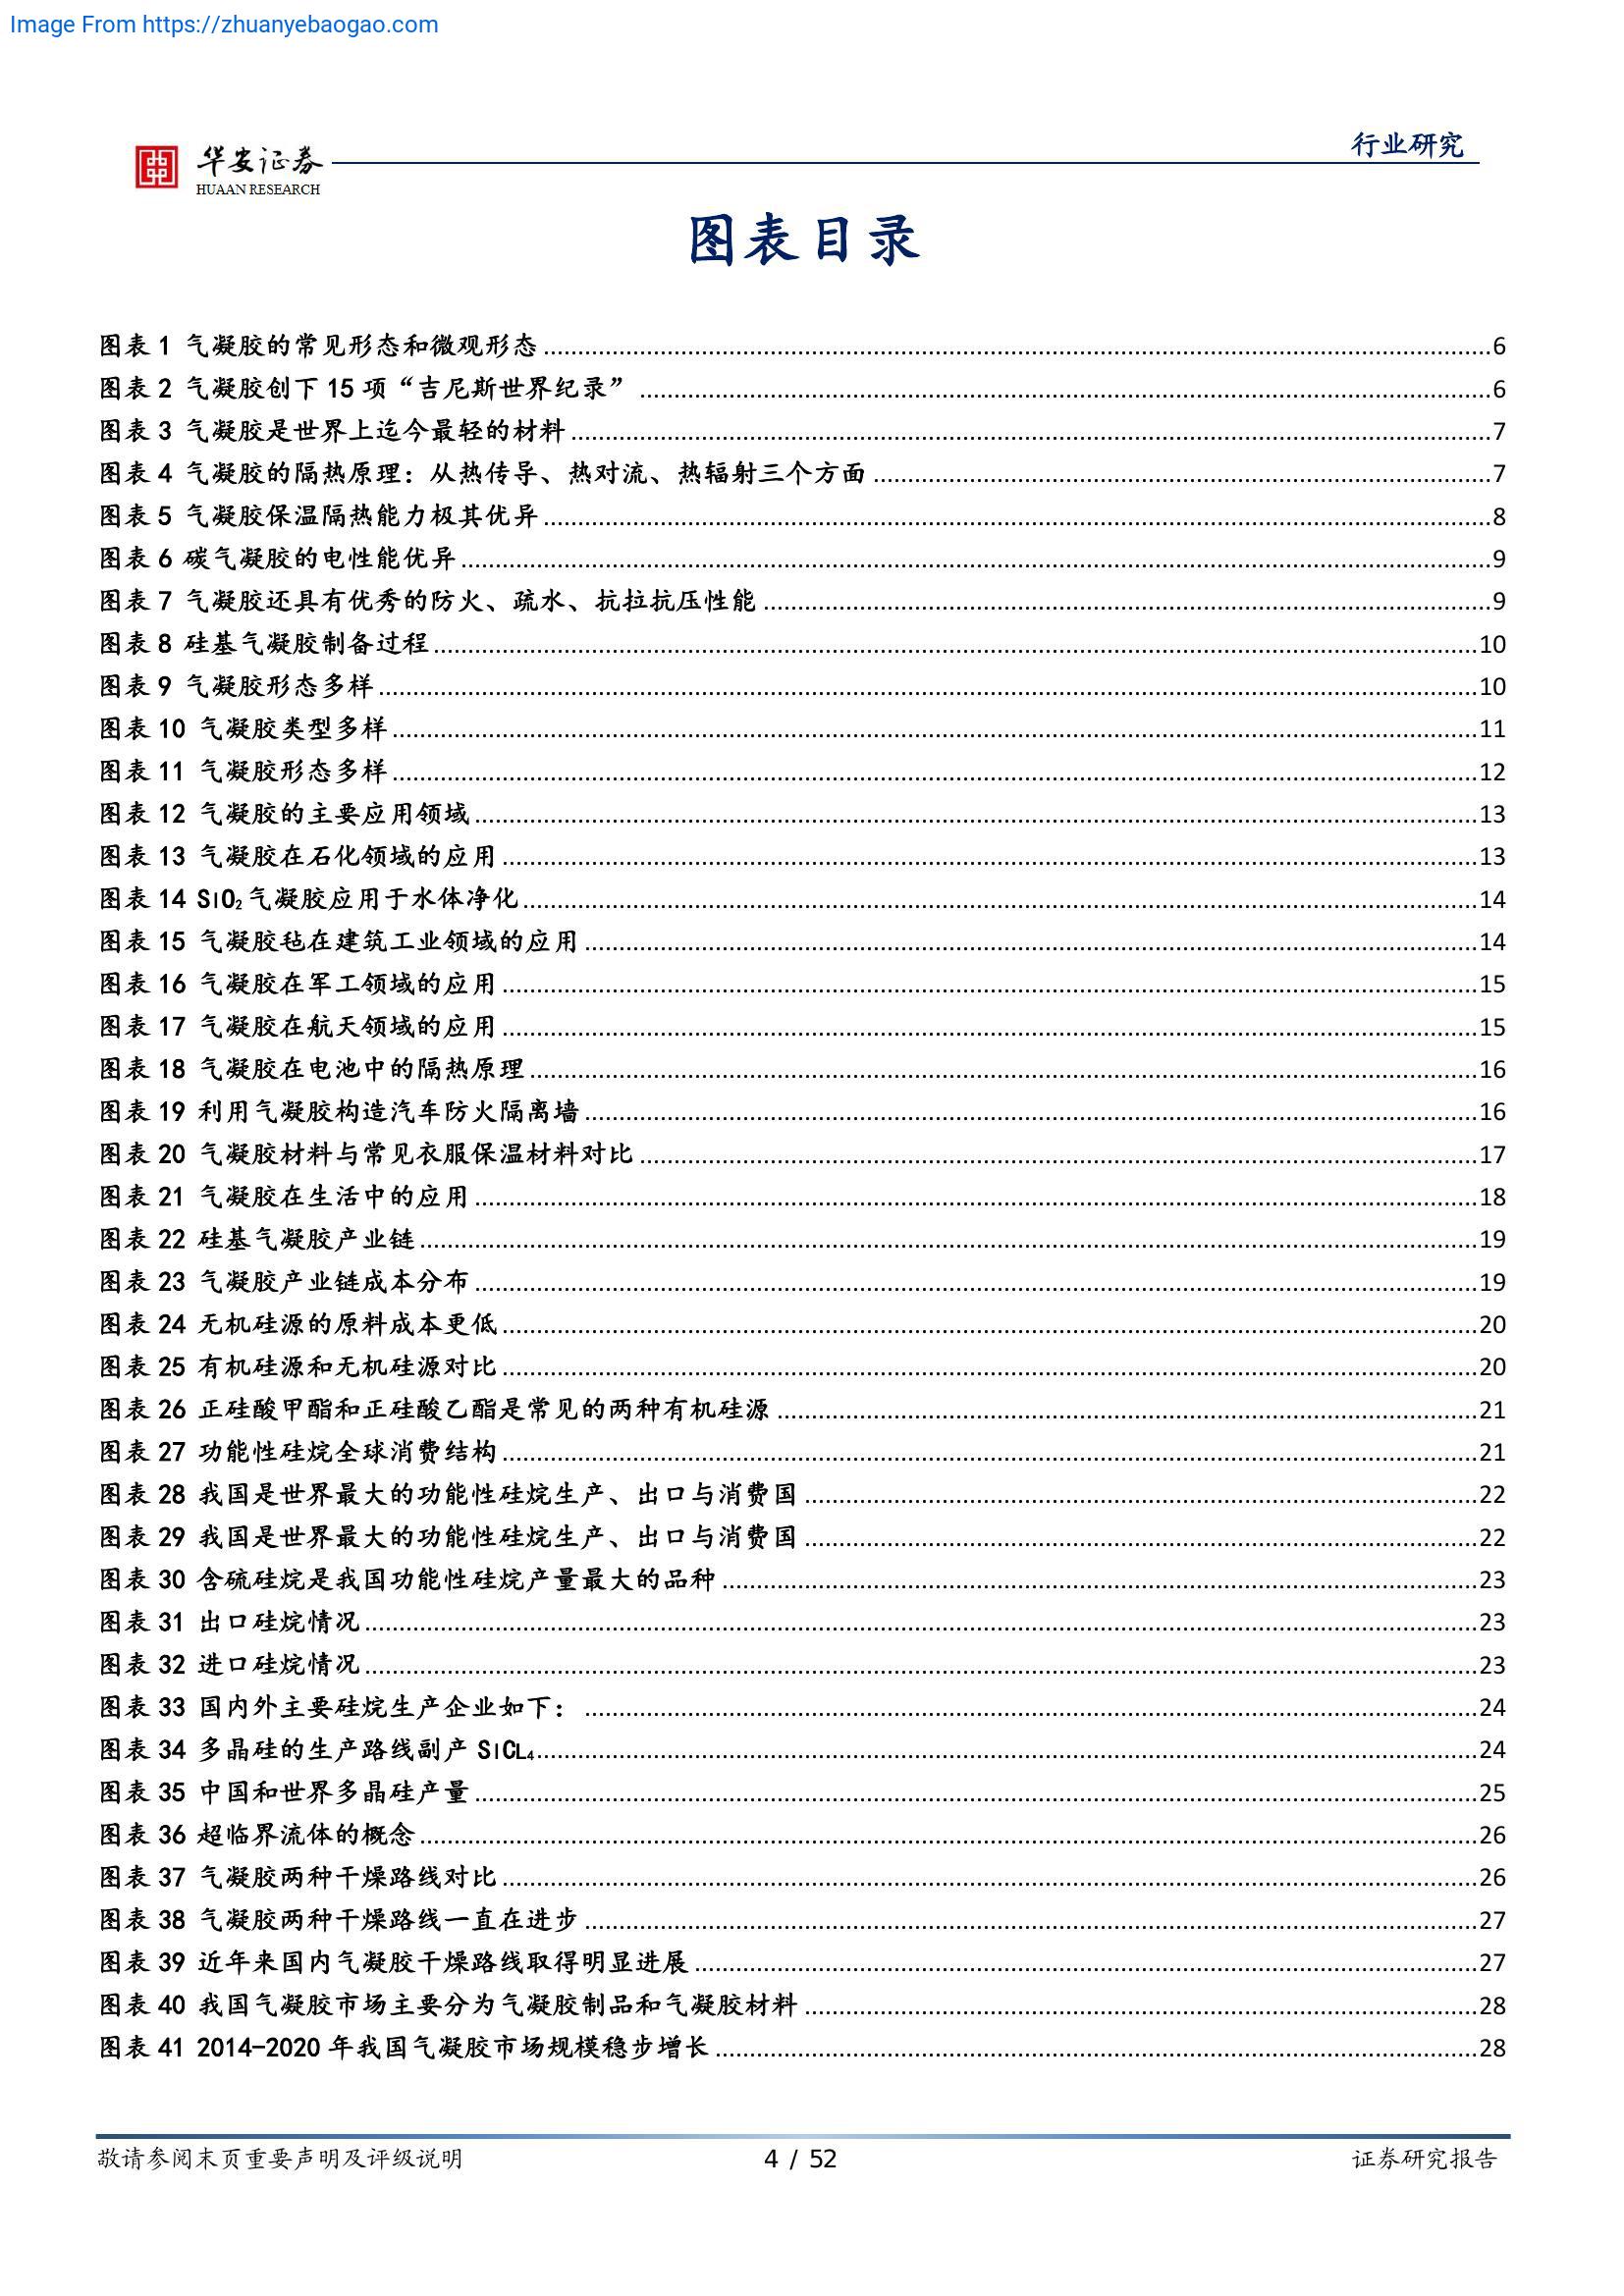 Image From https://zhuanyebaogao.com
行业研究
华安证券
HUAAN RESEARCH
图表目录
图表 1 气凝胶的常见形态和微观形态........6
图表 2 气凝胶创下 15 项“吉尼斯世界纪录”........6
图表 3 气凝胶是世界上迄今最轻的材料........7
图表 4 气凝胶的隔热原理：从热传导、热对流、热辐射三个方面........7
图表 5 气凝胶保温隔热能力极其优异........8
图表 6 碳气凝胶的电性能优异........9
图表 7 气凝胶还具有优秀的防火、疏水、抗拉抗压性能........9
图表 8 硅基气凝胶制备过程........10
图表 9 气凝胶形态多样........10
图表 10 气凝胶类型多样........11
图表 11 气凝胶形态多样........12
图表 12 气凝胶的主要应用领域........13
图表 13 气凝胶在石化领域的应用........13
图表 14 SIO₂气凝胶应用于水体净化........14
图表 15 气凝胶毡在建筑工业领域的应用........14
图表 16 气凝胶在军工领域的应用........15
图表 17 气凝胶在航天领域的应用........15
图表 18 气凝胶在电池中的隔热原理........16
图表 19 利用气凝胶构造汽车防火隔离墙........16
图表 20 气凝胶材料与常见衣服保温材料对比........17
图表 21 气凝胶在生活中的应用........18
图表 22 硅基气凝胶产业链........19
图表 23 气凝胶产业链成本分布........19
图表 24 无机硅源的原料成本更低........20
图表 25 有机硅源和无机硅源对比........20
图表 26 正硅酸甲酯和正硅酸乙酯是常见的两种有机硅源........21
图表 27 功能性硅烷全球消费结构........21
图表 28 我国是世界最大的功能性硅烷生产、出口与消费国........22
图表 29 我国是世界最大的功能性硅烷生产、出口与消费国........22
图表 30 含硫硅烷是我国功能性硅烷产量最大的品种........23
图表 31 出口硅烷情况........23
图表 32 进口硅烷情况........23
图表 33 国内外主要硅烷生产企业如下：........24
图表 34 多晶硅的生产路线副产 SICL₄........24
图表 35 中国和世界多晶硅产量........25
图表 36 超临界流体的概念........26
图表 37 气凝胶两种干燥路线对比........26
图表 38 气凝胶两种干燥路线一直在进步........27
图表 39 近年来国内气凝胶干燥路线取得明显进展........27
图表 40 我国气凝胶市场主要分为气凝胶制品和气凝胶材料........28
图表 41 2014-2020 年我国气凝胶市场规模稳步增长........28
敬请参阅末页重要声明及评级说明 4 / 52 证券研究报告